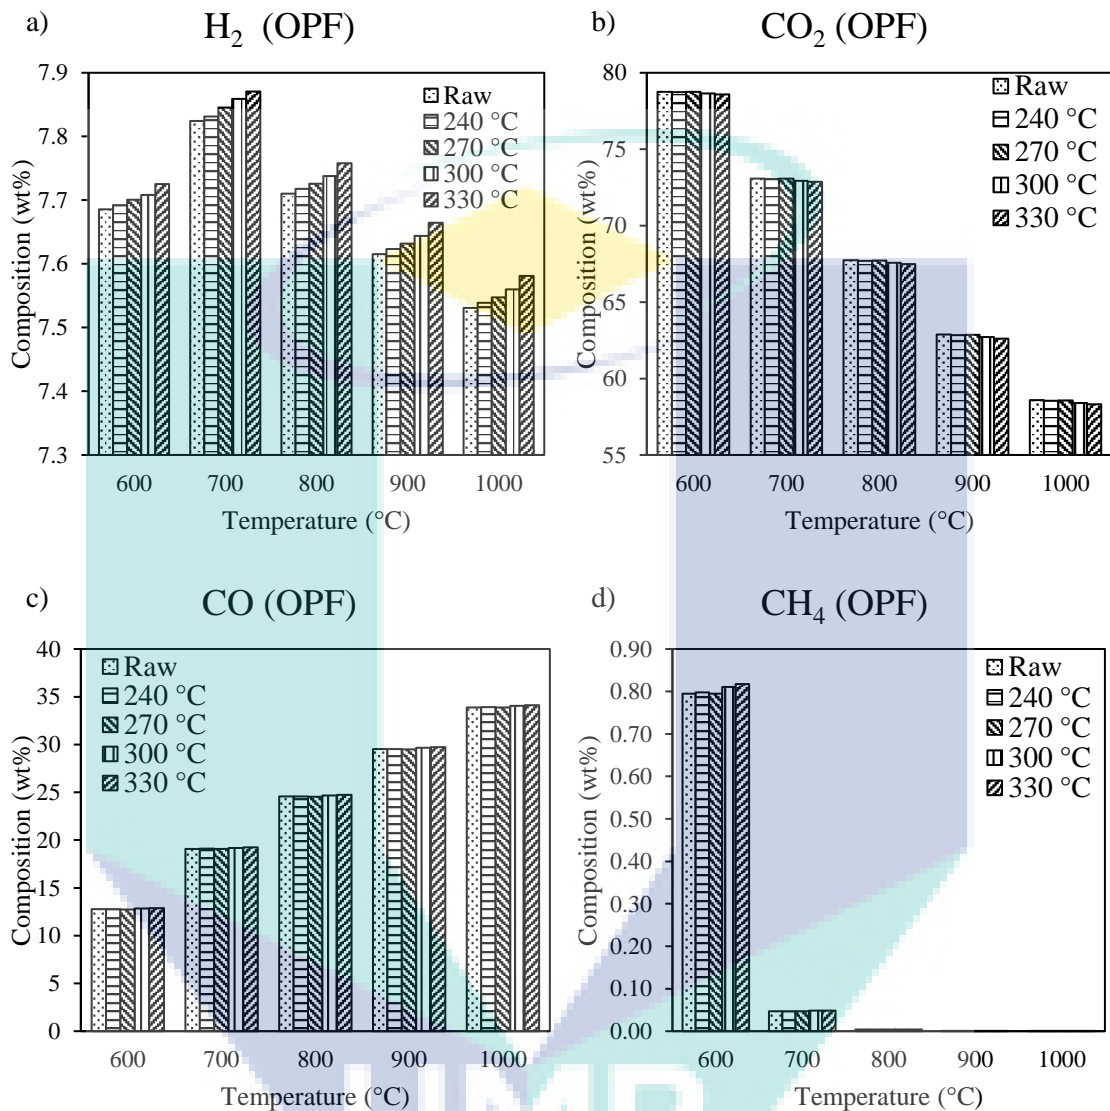 a)
H₂ (OPF)
Composition (wt%)
7.9
7.8
7.7
7.6
7.5
7.4
7.3
Raw
240 °C
270 °C
300 °C
330 °C
600 700 800 900 1000
Temperature (°C)
b)
CO₂ (OPF)
Composition (wt%)
80
75
70
65
60
55
Raw
240 °C
270 °C
300 °C
330 °C
600 700 800 900 1000
Temperature (°C)
c)
CO (OPF)
Composition (wt%)
40
35
30
25
20
15
10
5
0
Raw
240 °C
270 °C
300 °C
330 °C
600 700 800 900 1000
Temperature (°C)
d)
CH₄ (OPF)
Composition (wt%)
0.90
0.80
0.70
0.60
0.50
0.40
0.30
0.20
0.10
0.00
Raw
240 °C
270 °C
300 °C
330 °C
600 700 800 900 1000
Temperature (°C)
UMP